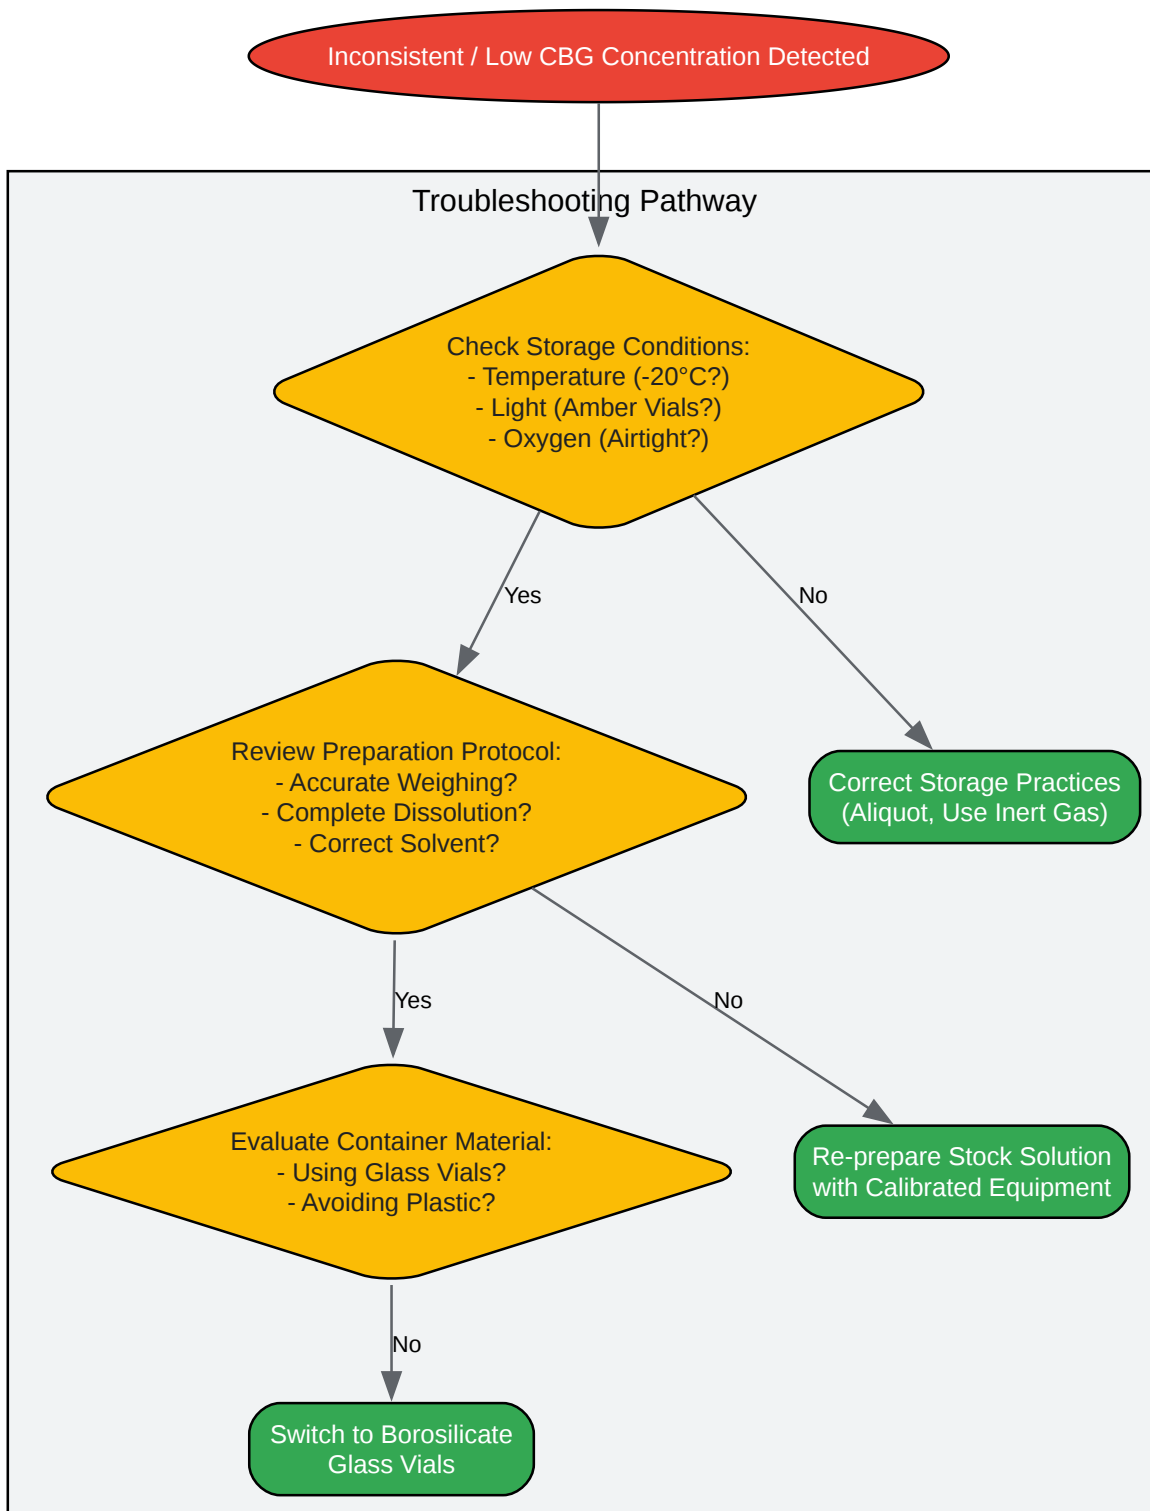 Inconsistent / Low CBG Concentration Detected
Troubleshooting Pathway
Check Storage Conditions:
- Temperature (-20°C?)
- Light (Amber Vials?)
- Oxygen (Airtight?)
Yes
No
Review Preparation Protocol:
- Accurate Weighing?
- Complete Dissolution?
- Correct Solvent?
Correct Storage Practices
(Aliquot, Use Inert Gas)
Yes
No
Evaluate Container Material:
- Using Glass Vials?
- Avoiding Plastic?
Re-prepare Stock Solution
with Calibrated Equipment
No
Switch to Borosilicate
Glass Vials